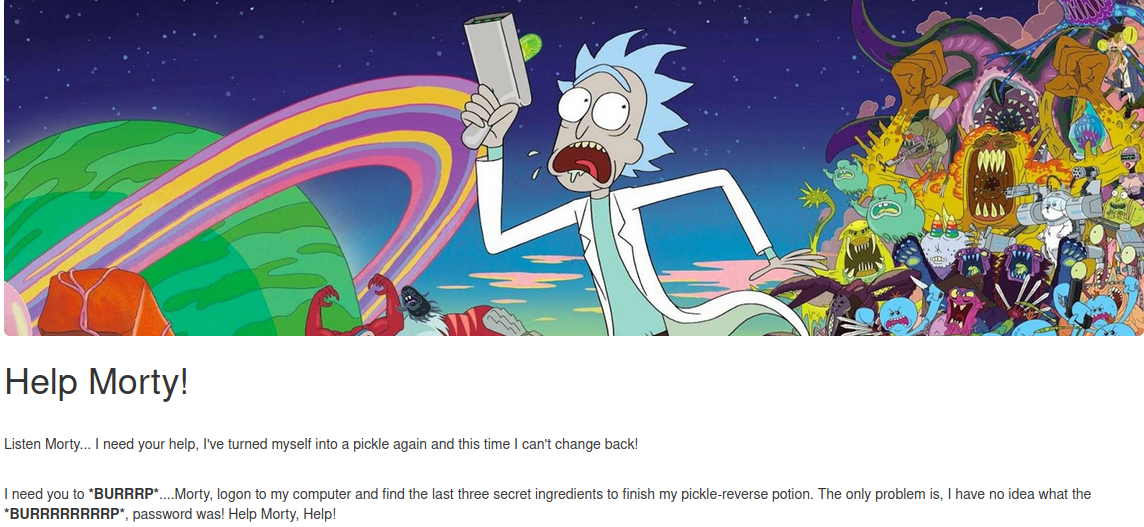 Help Morty!
Listen Morty... I need your help, I've turned myself into a pickle again and this time I can't change back!
I need you to *BURRRP*....Morty, logon to my computer and find the last three secret ingredients to finish my pickle-reverse potion. The only problem is, I have no idea what the
*BURRRRRRRRP*, password was! Help Morty, Help!